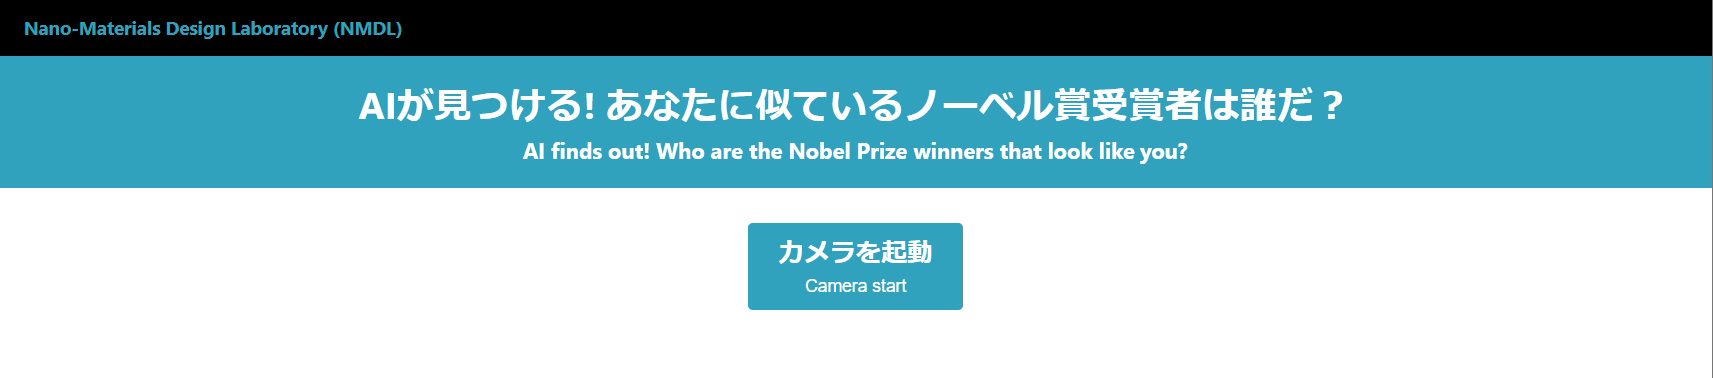 Nano-Materials Design Laboratory (NMDL)
AIが見つける! あなたに似ているノーベル賞受賞者は誰だ？
AI finds out! Who are the Nobel Prize winners that look like you?
カメラを起動
Camera start